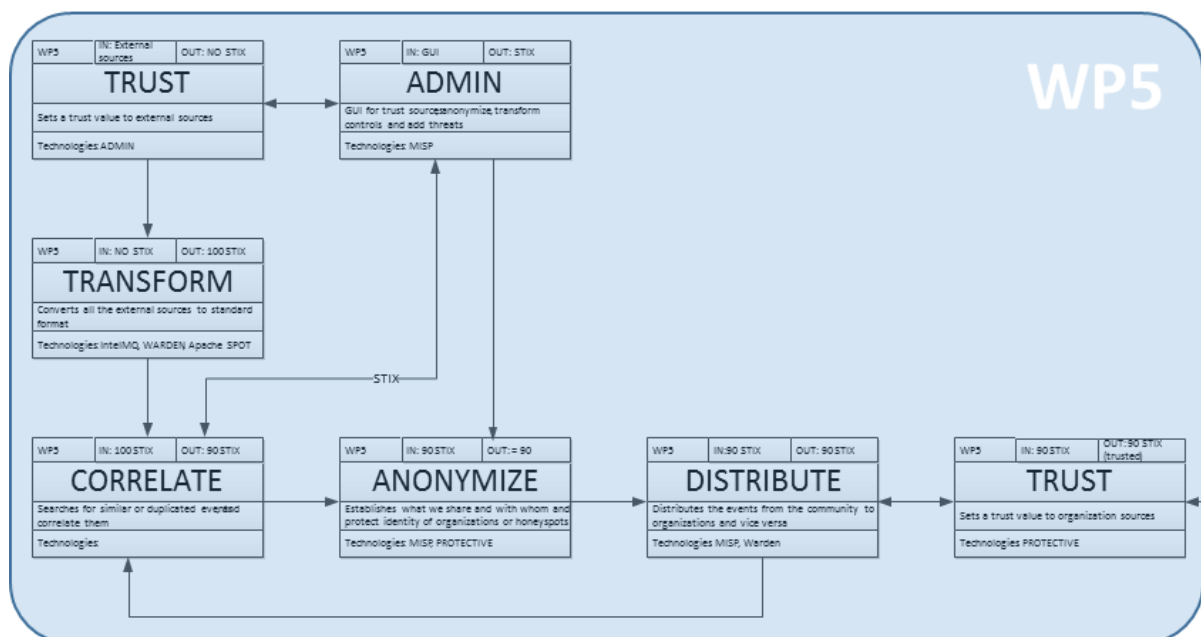 WP5
WP5
IN: External
sources
OUT: NO STIX
TRUST
Sets a trust value to external sources
Technologies: ADMIN
WP5
IN: GUI
OUT: STIX
ADMIN
GUI for trust sources, anonymize, transform
controls and add threats
Technologies: MISP
WP5
IN: NO STIX
OUT: 100 STIX
TRANSFORM
Converts all the external sources to standard
format
Technologies: IntelMQ, WARDEN, Apache SPOT
STIX
WP5
IN: 100 STIX
OUT: 90 STIX
CORRELATE
Searches for similar or duplicated events and
correlate them
Technologies:
WP5
IN: 90 STIX
OUT: = 90
ANONYMIZE
Establishes what we share and with whom and
protect identity of organizations or honeyspots
Technologies: MISP, PROTECTIVE
WP5
IN:90 STIX
OUT: 90 STIX
DISTRIBUTE
Distributes the events from the community to
organizations and vice versa
Technologies MISP, Warden
WP5
IN: 90 STIX
OUT:90 STIX
(trusted)
TRUST
Sets a trust value to organization sources
Technologies PROTECTIVE